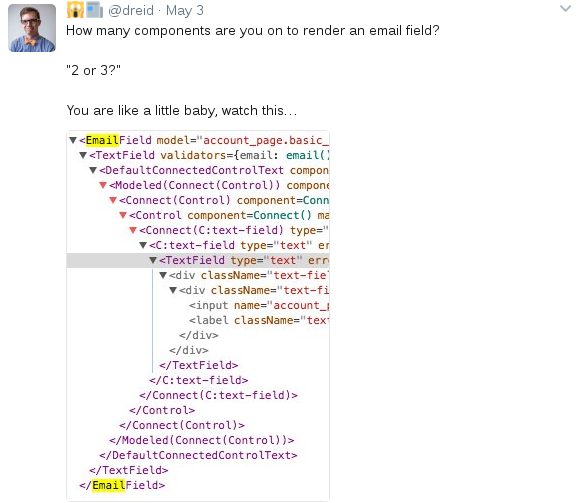 @dreid · May 3
How many components are you on to render an email field?
"2 or 3?"
You are like a little baby, watch this...
▼<EmailField model="account_page.basic_
▼<TextField validators={email: email()
▼<DefaultConnectedControlText compon
▼<Modeled(Connect(Control)) compone
▼<Connect(Control) component=Conn
▼<Control component=Connect() ma
▼<Connect(C:text-field) type="
▼<C:text-field type="text" er
▼<TextField type="text" erro
▼<div className="text-fiel
▼<div className="text-fi
<input name="account_p
<label className="text
</div>
</div>
</TextField>
</C:text-field>
</Connect(C:text-field)>
</Control>
</Connect(Control)>
</Modeled(Connect(Control))>
</DefaultConnectedControlText>
</TextField>
</EmailField>